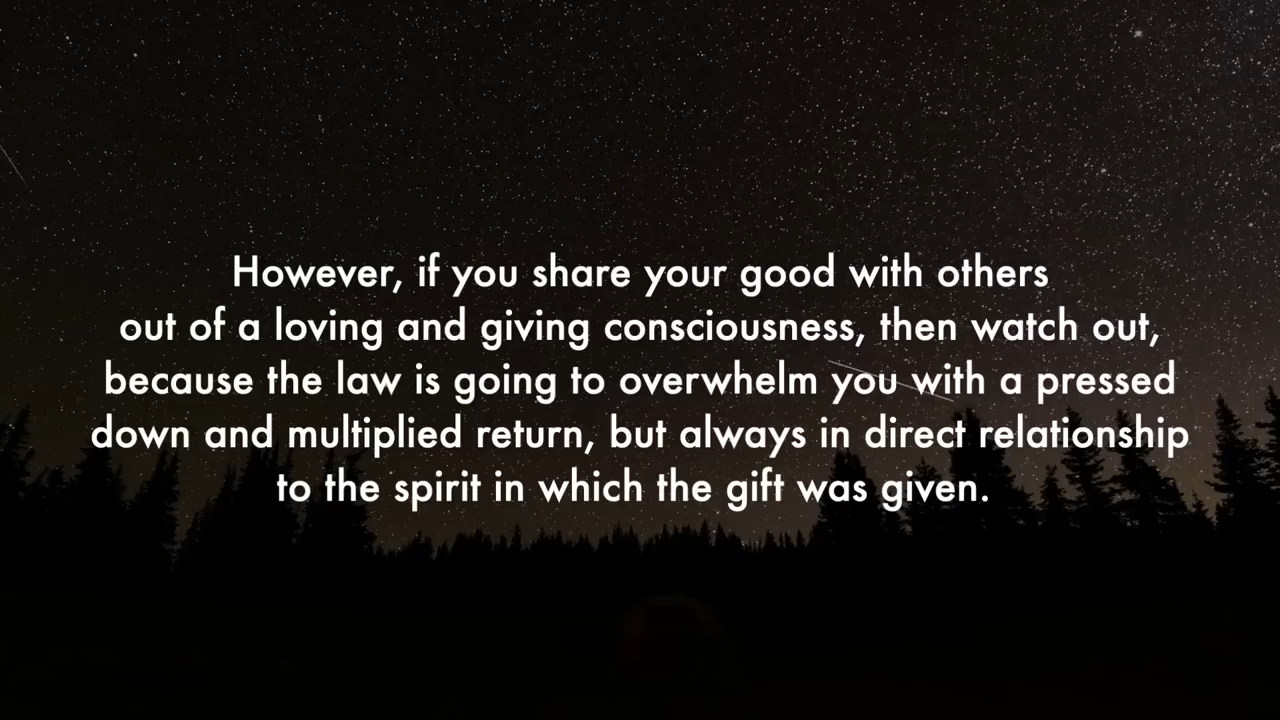 However, if you share your good with others
out of a loving and giving consciousness, then watch out,
because the law is going to overwhelm you with a pressed
down and multiplied return, but always in direct relationship
to the spirit in which the gift was given.